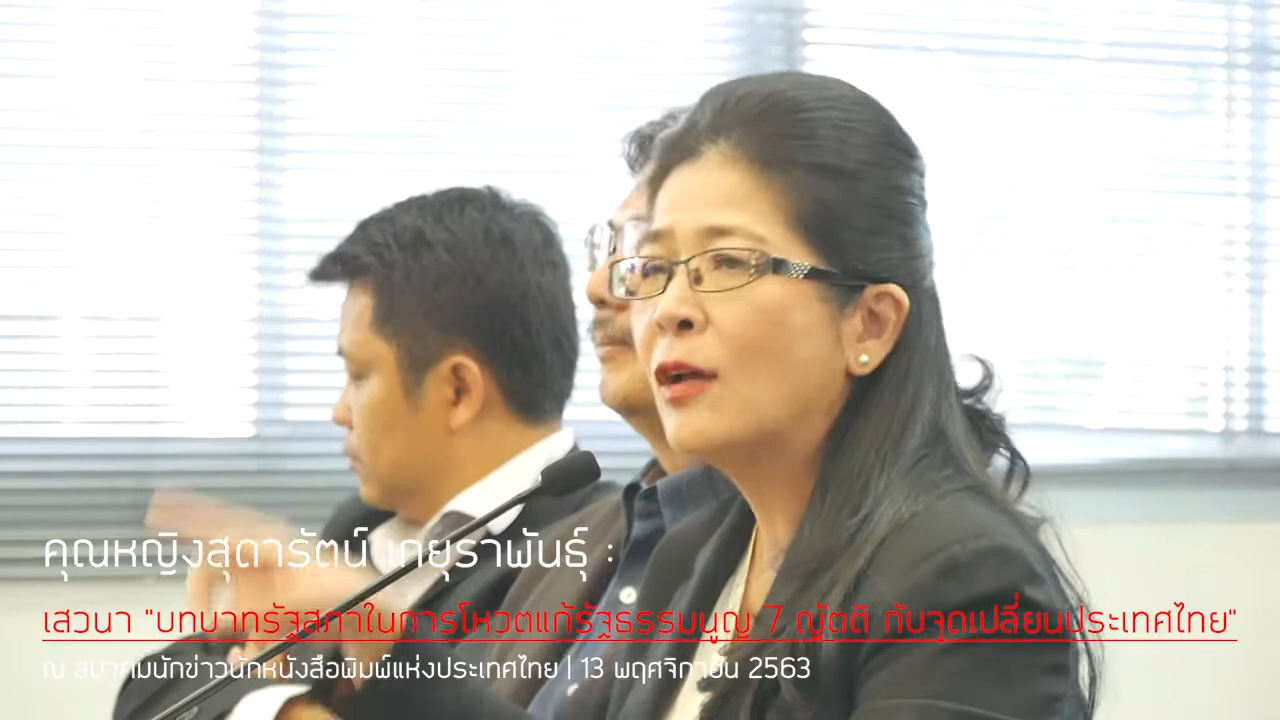 คุณหญิงสุดารัตน์ เกยุราพันธุ์ :
เสวนา "บทบาทรัฐสภาในการโหวตแก้รัฐธรรมนูญ 7 ญัตติ กับจุดเปลี่ยนประเทศไทย"
ณ สมาคมนักข่าวนักหนังสือพิมพ์แห่งประเทศไทย | 13 พฤศจิกายน 2563